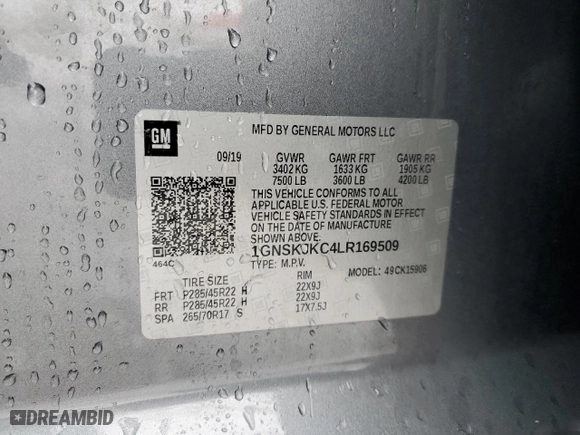 GM
MFD BY GENERAL MOTORS LLC
09/19 GVWR GAWR FRT GAWR RR
3402 KG 1633 KG 1905 KG
7500 LB 3600 LB 4200 LB
THIS VEHICLE CONFORMS TO ALL
APPLICABLE U.S. FEDERAL MOTOR
VEHICLE SAFETY STANDARDS IN EFFECT
ON THE DATE OF MANUFACTURE
SHOWN ABOVE.
1GNSKJKC4LR169509
464C
TYPE: M.P.V. MODEL: 49 CK15906
TIRE SIZE RIM
FRT P285/45R22 H 22X9J
RR P285/45R22 H 22X9J
SPA 265/70R17 S 17X7.5J
DREAMBID